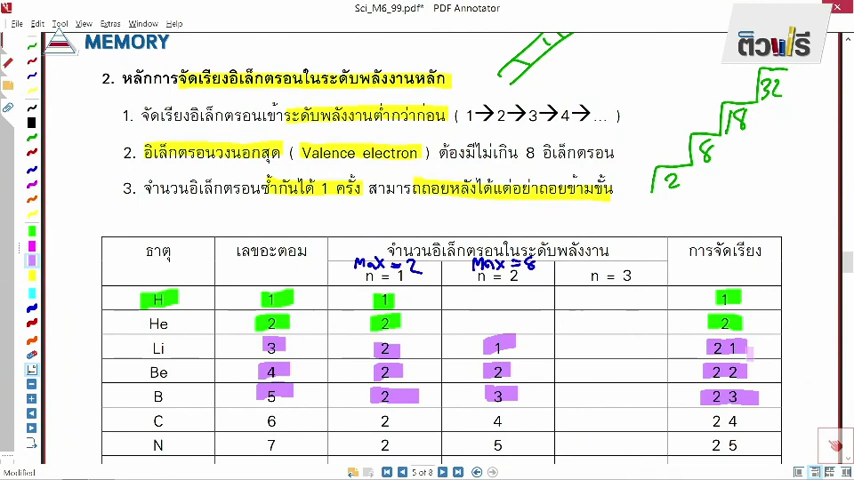 Sci_M6_99.pdf* - PDF Annotator
File Edit Tool View Extras Window Help
MEMORY
ติวฟรี
2. หลักการจัดเรียงอิเล็กตรอนในระดับพลังงานหลัก
1. จัดเรียงอิเล็กตรอนเข้าระดับพลังงานต่ำกว่าก่อน ( 1→2→3→4→... )
2. อิเล็กตรอนวงนอกสุด ( Valence electron ) ต้องมีไม่เกิน 8 อิเล็กตรอน
3. จำนวนอิเล็กตรอนซ้ำกันได้ 1 ครั้ง สามารถถอยหลังได้แต่อย่าถอยข้ามขั้น
2 8 18 32
ธาตุ เลขอะตอม จำนวนอิเล็กตรอนในระดับพลังงาน การจัดเรียง
Max = 2 Max = 8
n = 1 n = 2 n = 3
H 1 1 1
He 2 2 2
Li 3 2 1 2 1
Be 4 2 2 2 2
B 5 2 3 2 3
C 6 2 4 2 4
N 7 2 5 2 5
Modified 5 of 8